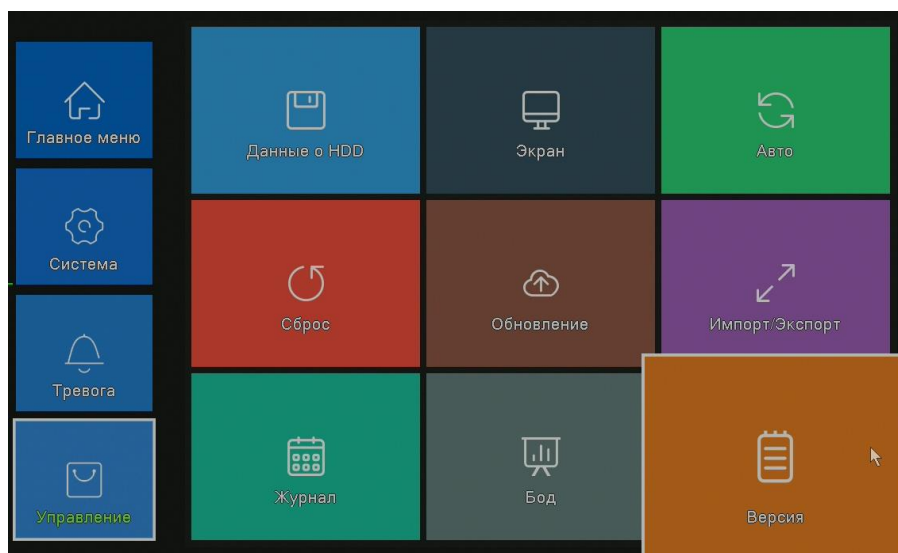 Главное меню
Система
Тревога
Управление
Данные о HDD
Экран
Авто
Сброс
Обновление
Импорт/Экспорт
Журнал
Бод
Версия